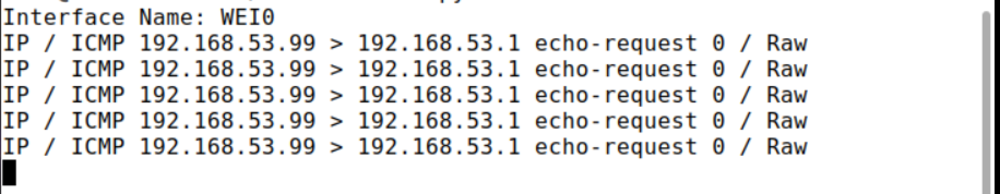 Interface Name: WEI0
IP / ICMP 192.168.53.99 > 192.168.53.1 echo-request 0 / Raw
IP / ICMP 192.168.53.99 > 192.168.53.1 echo-request 0 / Raw
IP / ICMP 192.168.53.99 > 192.168.53.1 echo-request 0 / Raw
IP / ICMP 192.168.53.99 > 192.168.53.1 echo-request 0 / Raw
IP / ICMP 192.168.53.99 > 192.168.53.1 echo-request 0 / Raw